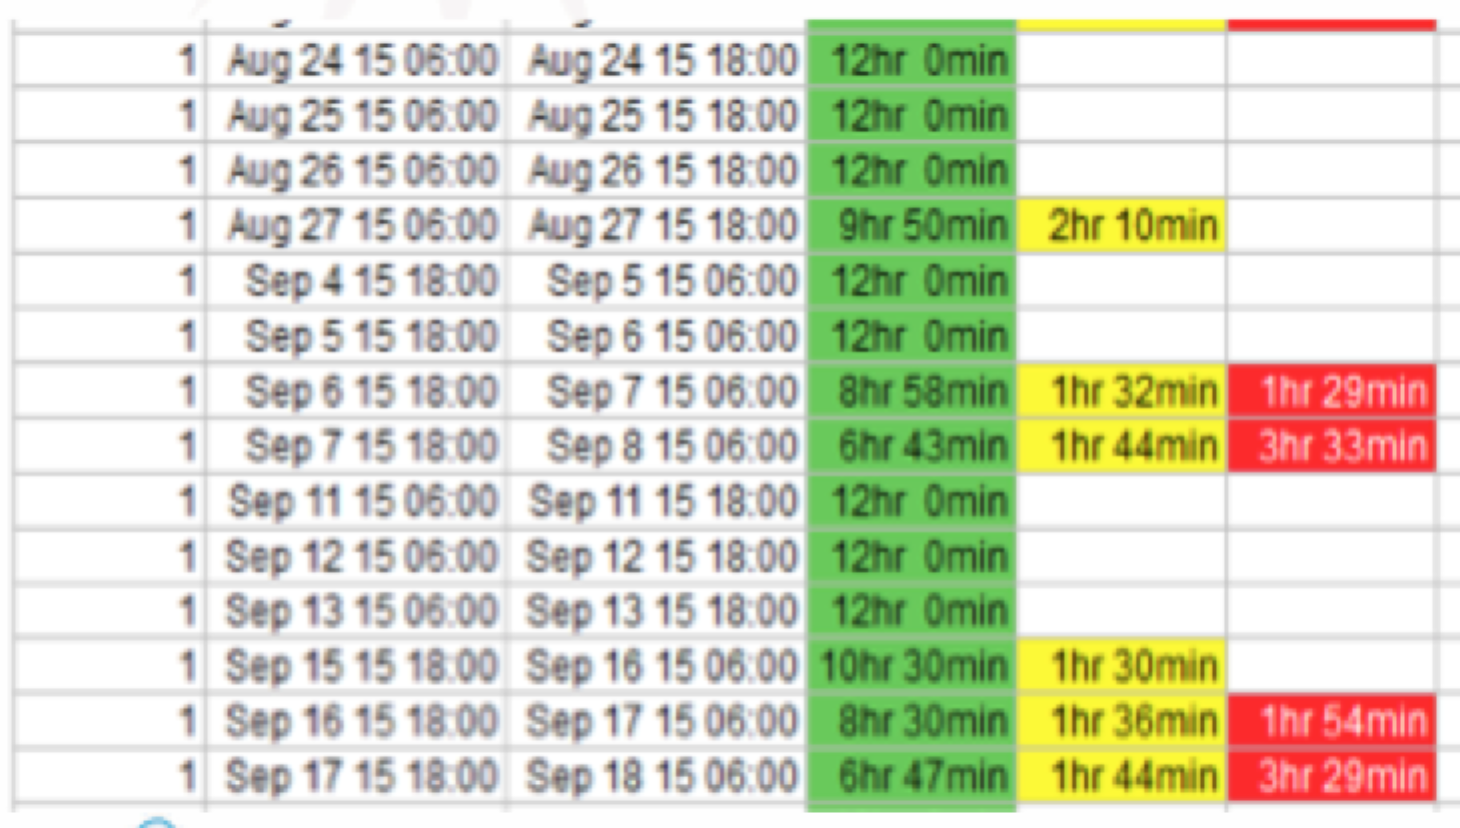 1 Aug 24 15 06:00 Aug 24 15 18:00 12hr 0min
1 Aug 25 15 06:00 Aug 25 15 18:00 12hr 0min
1 Aug 26 15 06:00 Aug 26 15 18:00 12hr 0min
1 Aug 27 15 06:00 Aug 27 15 18:00 9hr 50min 2hr 10min
1 Sep 4 15 18:00 Sep 5 15 06:00 12hr 0min
1 Sep 5 15 18:00 Sep 6 15 06:00 12hr 0min
1 Sep 6 15 18:00 Sep 7 15 06:00 8hr 58min 1hr 32min 1hr 29min
1 Sep 7 15 18:00 Sep 8 15 06:00 6hr 43min 1hr 44min 3hr 33min
1 Sep 11 15 06:00 Sep 11 15 18:00 12hr 0min
1 Sep 12 15 06:00 Sep 12 15 18:00 12hr 0min
1 Sep 13 15 06:00 Sep 13 15 18:00 12hr 0min
1 Sep 15 15 18:00 Sep 16 15 06:00 10hr 30min 1hr 30min
1 Sep 16 15 18:00 Sep 17 15 06:00 8hr 30min 1hr 36min 1hr 54min
1 Sep 17 15 18:00 Sep 18 15 06:00 6hr 47min 1hr 44min 3hr 29min